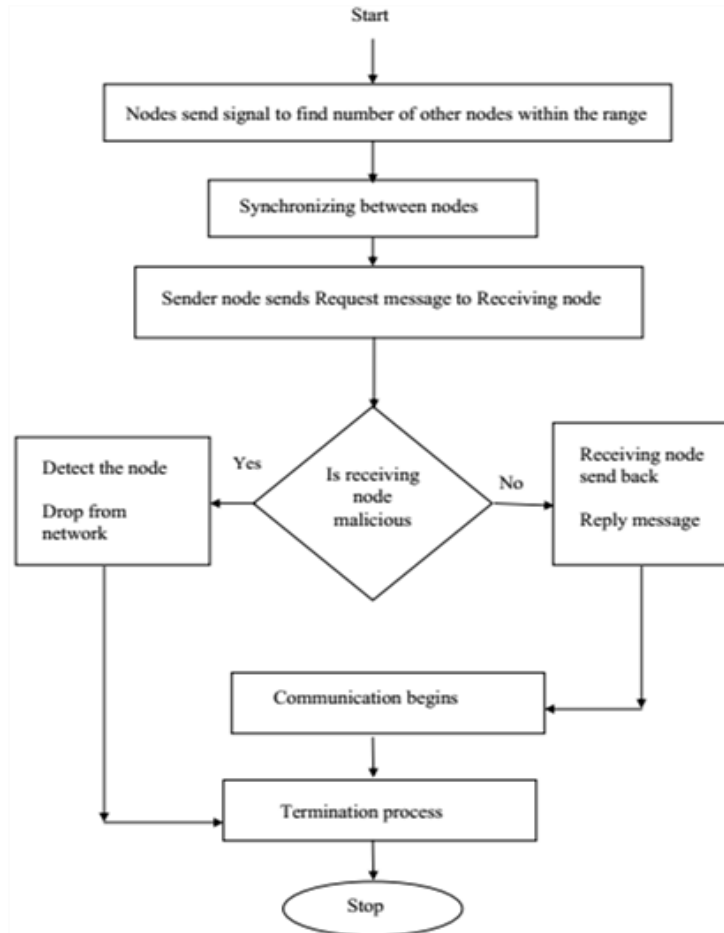 Start
Nodes send signal to find number of other nodes within the range
Synchronizing between nodes
Sender node sends Request message to Receiving node
Detect the node
Drop from
network
Yes
Is receiving
node
malicious
No
Receiving node
send back
Reply message
Communication begins
Termination process
Stop